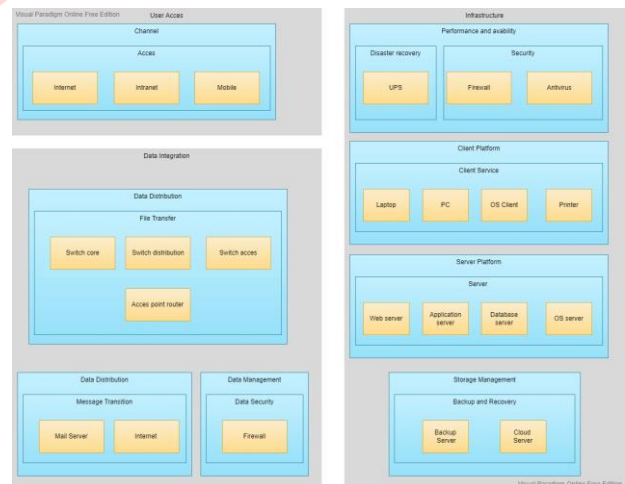 Visual Paradigm Online Free Edition
User Acces
Channel
Acces
Internet
Intranet
Mobile
Data Integration
Data Distribution
File Transfer
Switch core
Switch distribution
Switch acces
Acces point router
Data Distribution
Message Transition
Mail Server
Internet
Data Management
Data Security
Firewall
Infrastructure
Performance and avability
Disaster recovery
UPS
Security
Firewall
Antivirus
Client Platform
Client Service
Laptop
PC
OS Client
Printer
Server Platform
Server
Web server
Application
server
Database
server
OS server
Storage Management
Backup and Recovery
Backup
Server
Cloud
Server
Visual Paradigm Online Free Edition